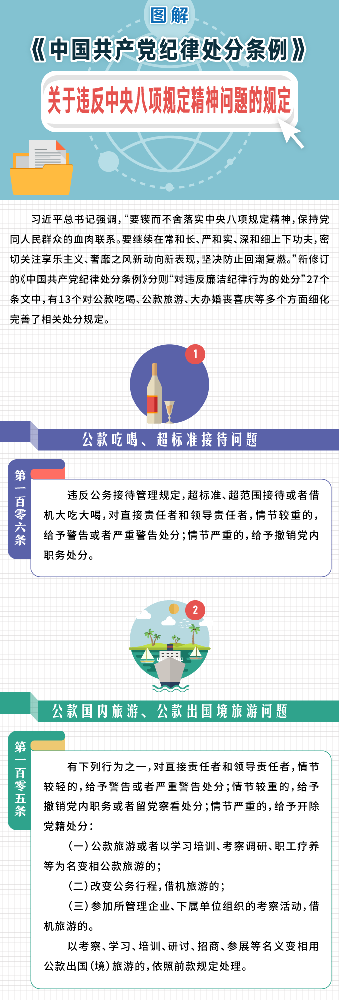 图解
《中国共产党纪律处分条例》
关于违反中央八项规定精神问题的规定
习近平总书记强调，“要锲而不舍落实中央八项规定精神，保持党
同人民群众的血肉联系。要继续在常和长、严和实、深和细上下功夫，密
切关注享乐主义、奢靡之风新动向新表现，坚决防止回潮复燃。”新修订
的《中国共产党纪律处分条例》分则“对违反廉洁纪律行为的处分”27个
条文中，有13个对公款吃喝、公款旅游、大办婚丧喜庆等多个方面细化
完善了相关处分规定。
1
公款吃喝、超标准接待问题
第一百零六条
违反公务接待管理规定，超标准、超范围接待或者借
机大吃大喝，对直接责任者和领导责任者，情节较重的，
给予警告或者严重警告处分；情节严重的，给予撤销党内
职务处分。
2
公款国内旅游、公款出国境旅游问题
第一百零五条
有下列行为之一，对直接责任者和领导责任者，情节
较轻的，给予警告或者严重警告处分；情节较重的，给予
撤销党内职务或者留党察看处分；情节严重的，给予开除
党籍处分：
（一）公款旅游或者以学习培训、考察调研、职工疗养
等为名变相公款旅游的；
（二）改变公务行程，借机旅游的；
（三）参加所管理企业、下属单位组织的考察活动，借
机旅游的。
以考察、学习、培训、研讨、招商、参展等名义变相用
公款出国（境）旅游的，依照前款规定处理。